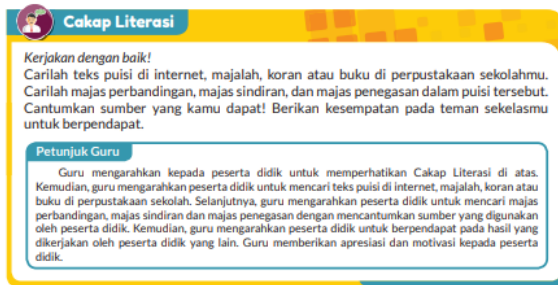 Cakap Literasi
Kerjakan dengan baik!
Carilah teks puisi di internet, majalah, koran atau buku di perpustakaan sekolahmu.
Carilah majas perbandingan, majas sindiran, dan majas penegasan dalam puisi tersebut.
Cantumkan sumber yang kamu dapat! Berikan kesempatan pada teman sekelasmu
untuk berpendapat.
Petunjuk Guru
Guru mengarahkan kepada peserta didik untuk memperhatikan Cakap Literasi di atas.
Kemudian, guru mengarahkan peserta didik untuk mencari teks puisi di internet, majalah, koran atau
buku di perpustakaan sekolah. Selanjutnya, guru mengarahkan peserta didik untuk mencari majas
perbandingan, majas sindiran dan majas penegasan dengan mencantumkan sumber yang digunakan
oleh peserta didik. Kemudian, guru mengarahkan peserta didik untuk berpendapat pada hasil yang
dikerjakan oleh peserta didik yang lain. Guru memberikan apresiasi dan motivasi kepada peserta
didik.